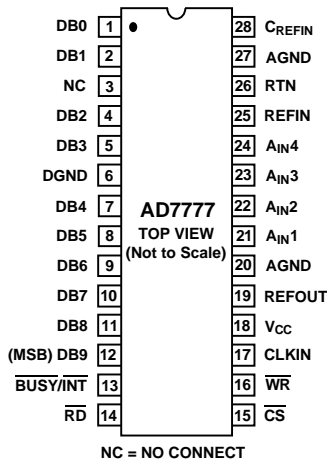 DB0 1 28 CREFIN
DB1 2 27 AGND
NC 3 26 RTN
DB2 4 25 REFIN
DB3 5 24 AIN4
DGND 6 23 AIN3
DB4 7 AD7777 22 AIN2
DB5 8 TOP VIEW 21 AIN1
(Not to Scale)
DB6 9 20 AGND
DB7 10 19 REFOUT
DB8 11 18 VCC
(MSB) DB9 12 17 CLKIN
BUSY/INT 13 16 WR
RD 14 15 CS
NC = NO CONNECT